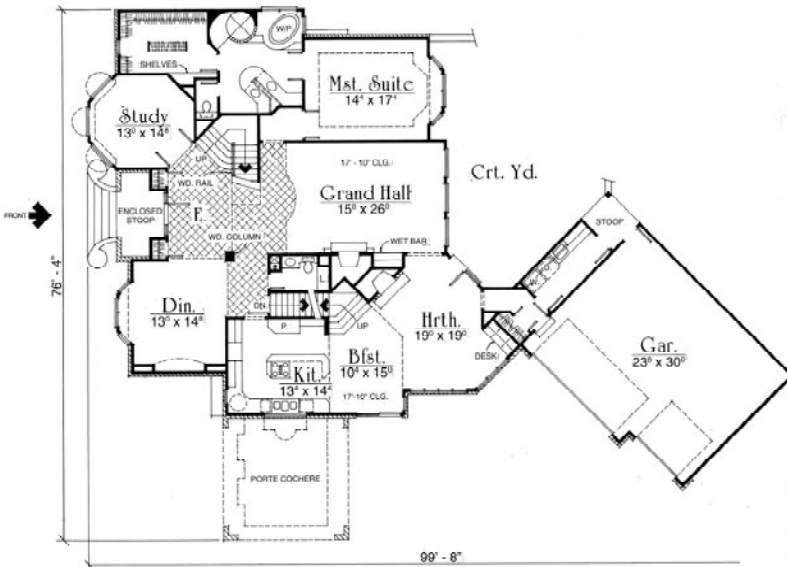 W/P
SHELVES
Mst. Suite
14⁴ x 17⁴
Study
13⁰ x 14⁸
UP
17' - 10" CLG.
Crt. Yd.
WD. RAIL
Grand Hall
15⁰ x 26⁰
FRONT
ENCLOSED
STOOP
F.
STOOP
WD. COLUMN
WET BAR
76' - 4"
L
W
Din.
13⁰ x 14⁸
DN
Hrth.
19⁰ x 19⁰
P.
UP
Gar.
23⁸ x 30⁰
Bfst.
10⁴ x 15⁰
DESK
Kit.
13⁴ x 14⁴
17'-10" CLG.
PORTE COCHERE
99' - 8"